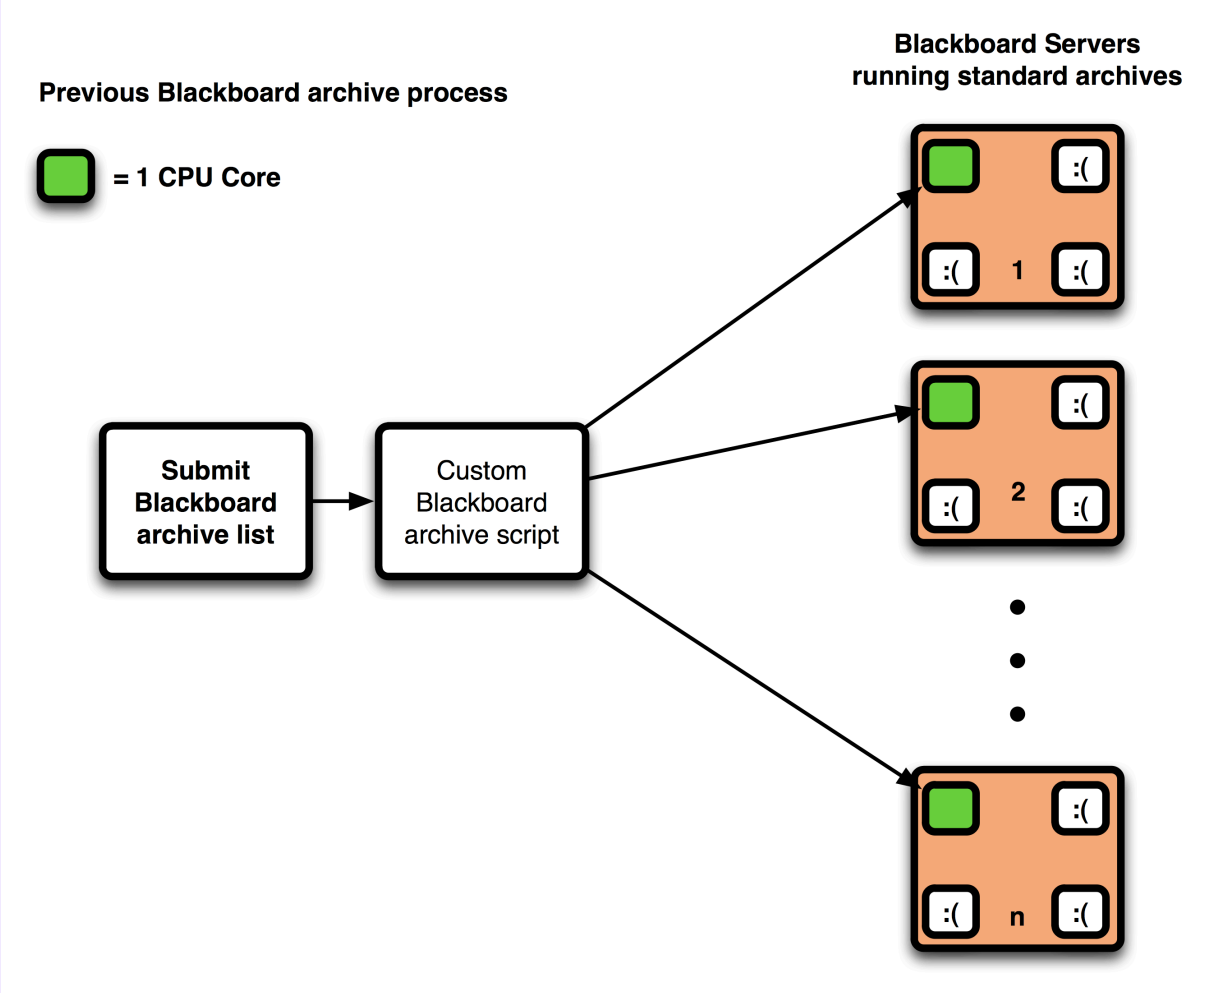 Blackboard Servers
running standard archives
Previous Blackboard archive process
= 1 CPU Core
:(
:( 1 :(
:(
:( 2 :(
Submit
Blackboard
archive list
Custom
Blackboard
archive script
:(
:( n :(